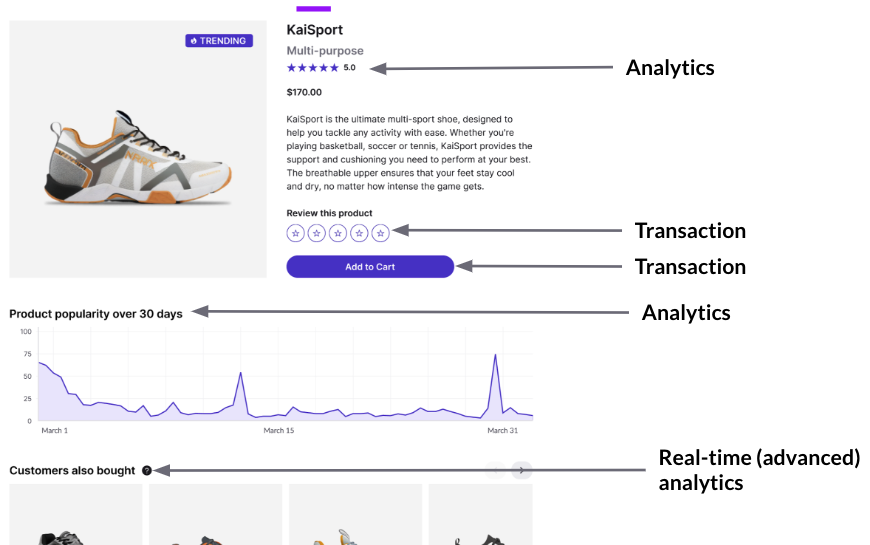 TRENDING
KaiSport
Multi-purpose
★★★★★ 5.0
Analytics
$170.00
KaiSport is the ultimate multi-sport shoe, designed to
help you tackle any activity with ease. Whether you're
playing basketball, soccer or tennis, KaiSport provides the
support and cushioning you need to perform at your best.
The breathable upper ensures that your feet stay cool
and dry, no matter how intense the game gets.
Review this product
Transaction
Add to Cart
Transaction
Product popularity over 30 days
Analytics
100
75
50
25
0
March 1
March 15
March 31
Customers also bought ?
Real-time (advanced)
analytics